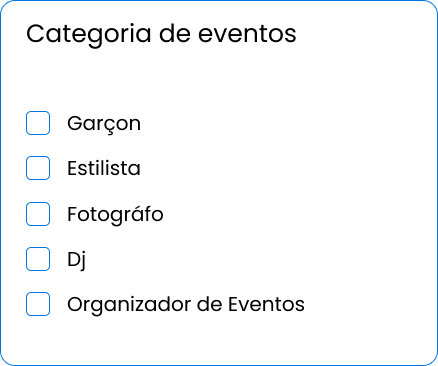 Categoria de eventos
Garçon
Estilista
Fotográfo
Dj
Organizador de Eventos